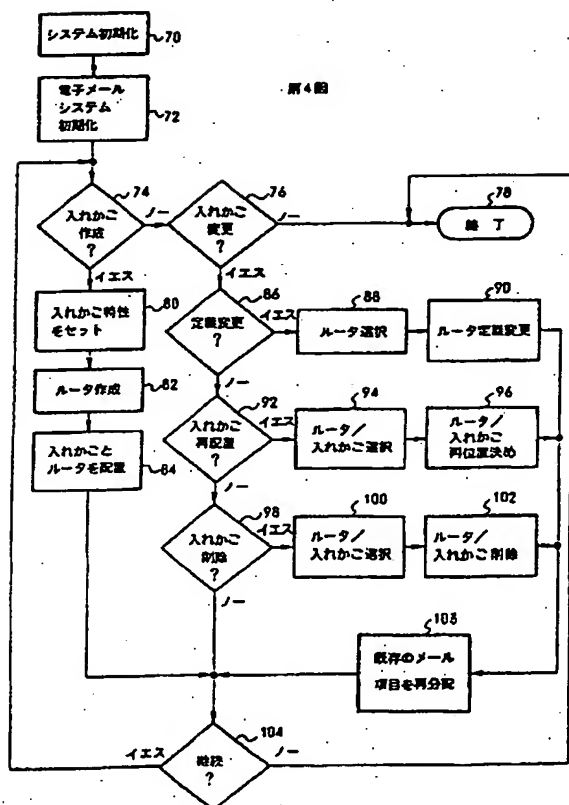 システム初期化
70
第4図
電子メール
システム
初期化
72
74
入れかご
作成
?
ノー
イエス
76
入れかご
変更
?
ノー
イエス
78
終了
80
入れかご特性
をセット
82
ルータ作成
84
入れかごと
ルータを配置
86
定義変更
?
イエス
ノー
88
ルータ選択
90
ルータ定義変更
92
入れかご
再配置
?
イエス
ノー
94
ルータ/
入れかご選択
96
ルータ/
入れかご
再位置決め
98
入れかご
削除
?
イエス
ノー
100
ルータ/
入れかご選択
102
ルータ/
入れかご削除
103
既存のメール
項目を再分配
104
継続
?
イエス
ノー